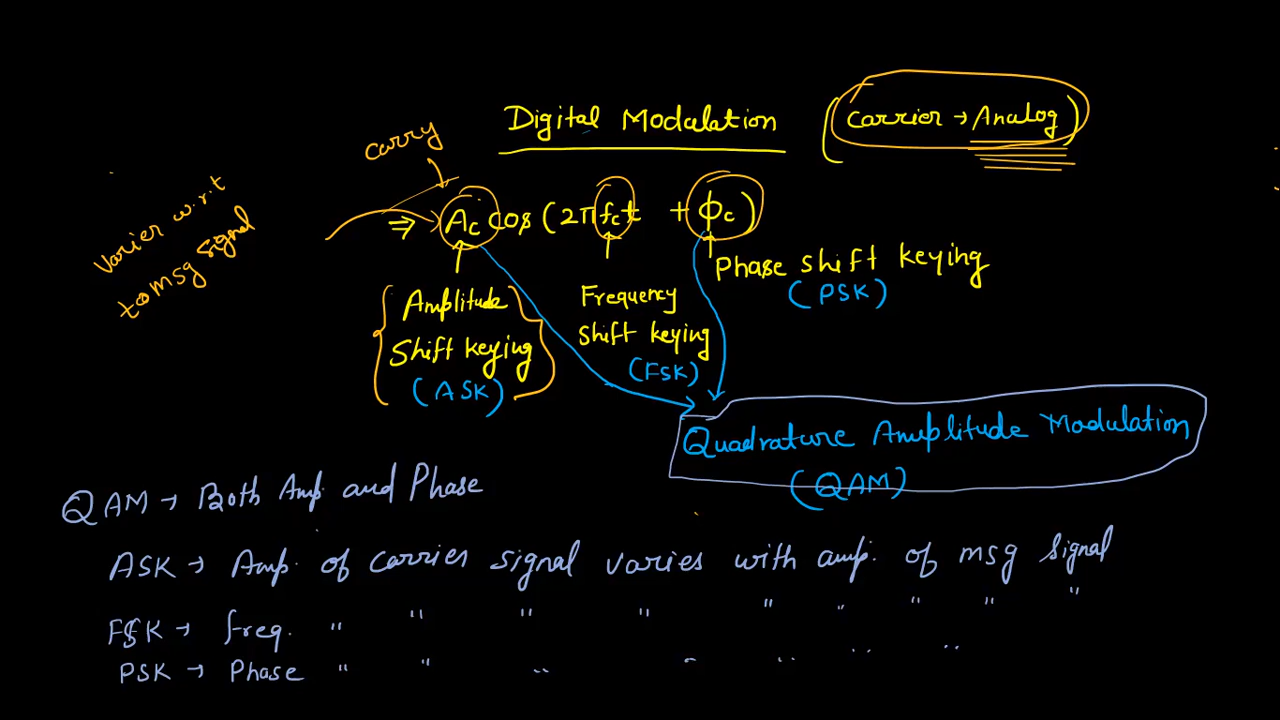 Digital Modulation (Carrier → Analog)
carry
varier w.r.t
to msg signal
⇒ Ac cos (2πfct + ϕc)
Phase shift keying
(PSK)
Amplitude
Shift keying
(ASK)
Frequency
Shift keying
(FSK)
Quadrature Amplitude Modulation
(QAM)
QAM → Both Amp. and Phase
ASK → Amp. of carrier signal varies with amp. of msg signal
FSK → freq. " " " " " " " " "
PSK → Phase " " " " " " "